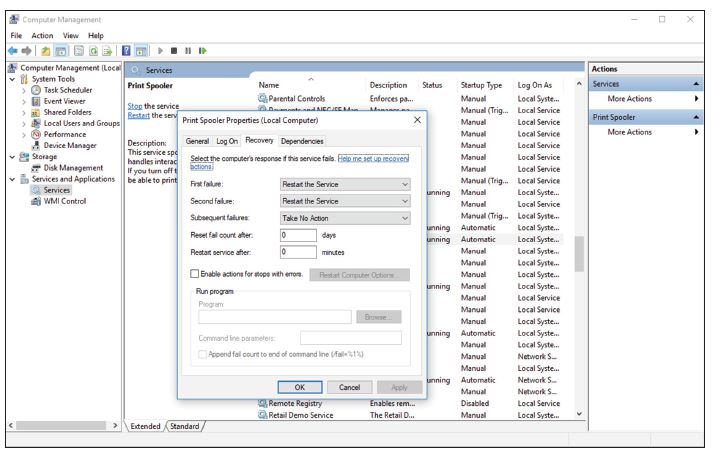 Computer Management
File Action View Help
Computer Management (Local
System Tools
Task Scheduler
Event Viewer
Shared Folders
Local Users and Groups
Performance
Device Manager
Storage
Disk Management
Services and Applications
Services
WMI Control
Services
Print Spooler
Stop the service
Restart the serv
Description:
This service spo
handles interac
If you turn off t
be able to print
Name Description Status Startup Type Log On As
Parental Controls Enforces pa... Manual Local Syste...
Payments and NFC/SE Man Manages pa Manual (Trig... Local Service
Manual Local Service
Manual Local Service
Manual Local Service
Manual Local Service
Manual Local Service
Manual (Trig... Local Service
unning Manual Local Syste...
Manual Local Service
Manual (Trig... Local Syste...
unning Automatic Local Syste...
unning Automatic Local Syste...
Manual Local Syste...
Manual Local Syste...
Manual Local Syste...
unning Manual Local Syste...
Manual Local Service
Manual Local Service
Manual Local Syste...
unning Automatic Local Syste...
Manual Local Syste...
Manual Network S...
Manual Local Syste...
unning Automatic Network S...
Manual Network S...
Remote Registry Enables rem... Disabled Local Service
Retail Demo Service The Retail D... Manual Local Syste...
Extended Standard
Print Spooler Properties (Local Computer)
General Log On Recovery Dependencies
Select the computer's response if this service fails. Help me set up recovery
actions.
First failure: Restart the Service
Second failure: Restart the Service
Subsequent failures: Take No Action
Reset fail count after: 0 days
Restart service after: 0 minutes
Enable actions for stops with errors. Restart Computer Options...
Run program
Program:
Browse...
Command line parameters:
Append fail count to end of command line (/fail=%1%)
OK Cancel Apply
Actions
Services
More Actions
Print Spooler
More Actions